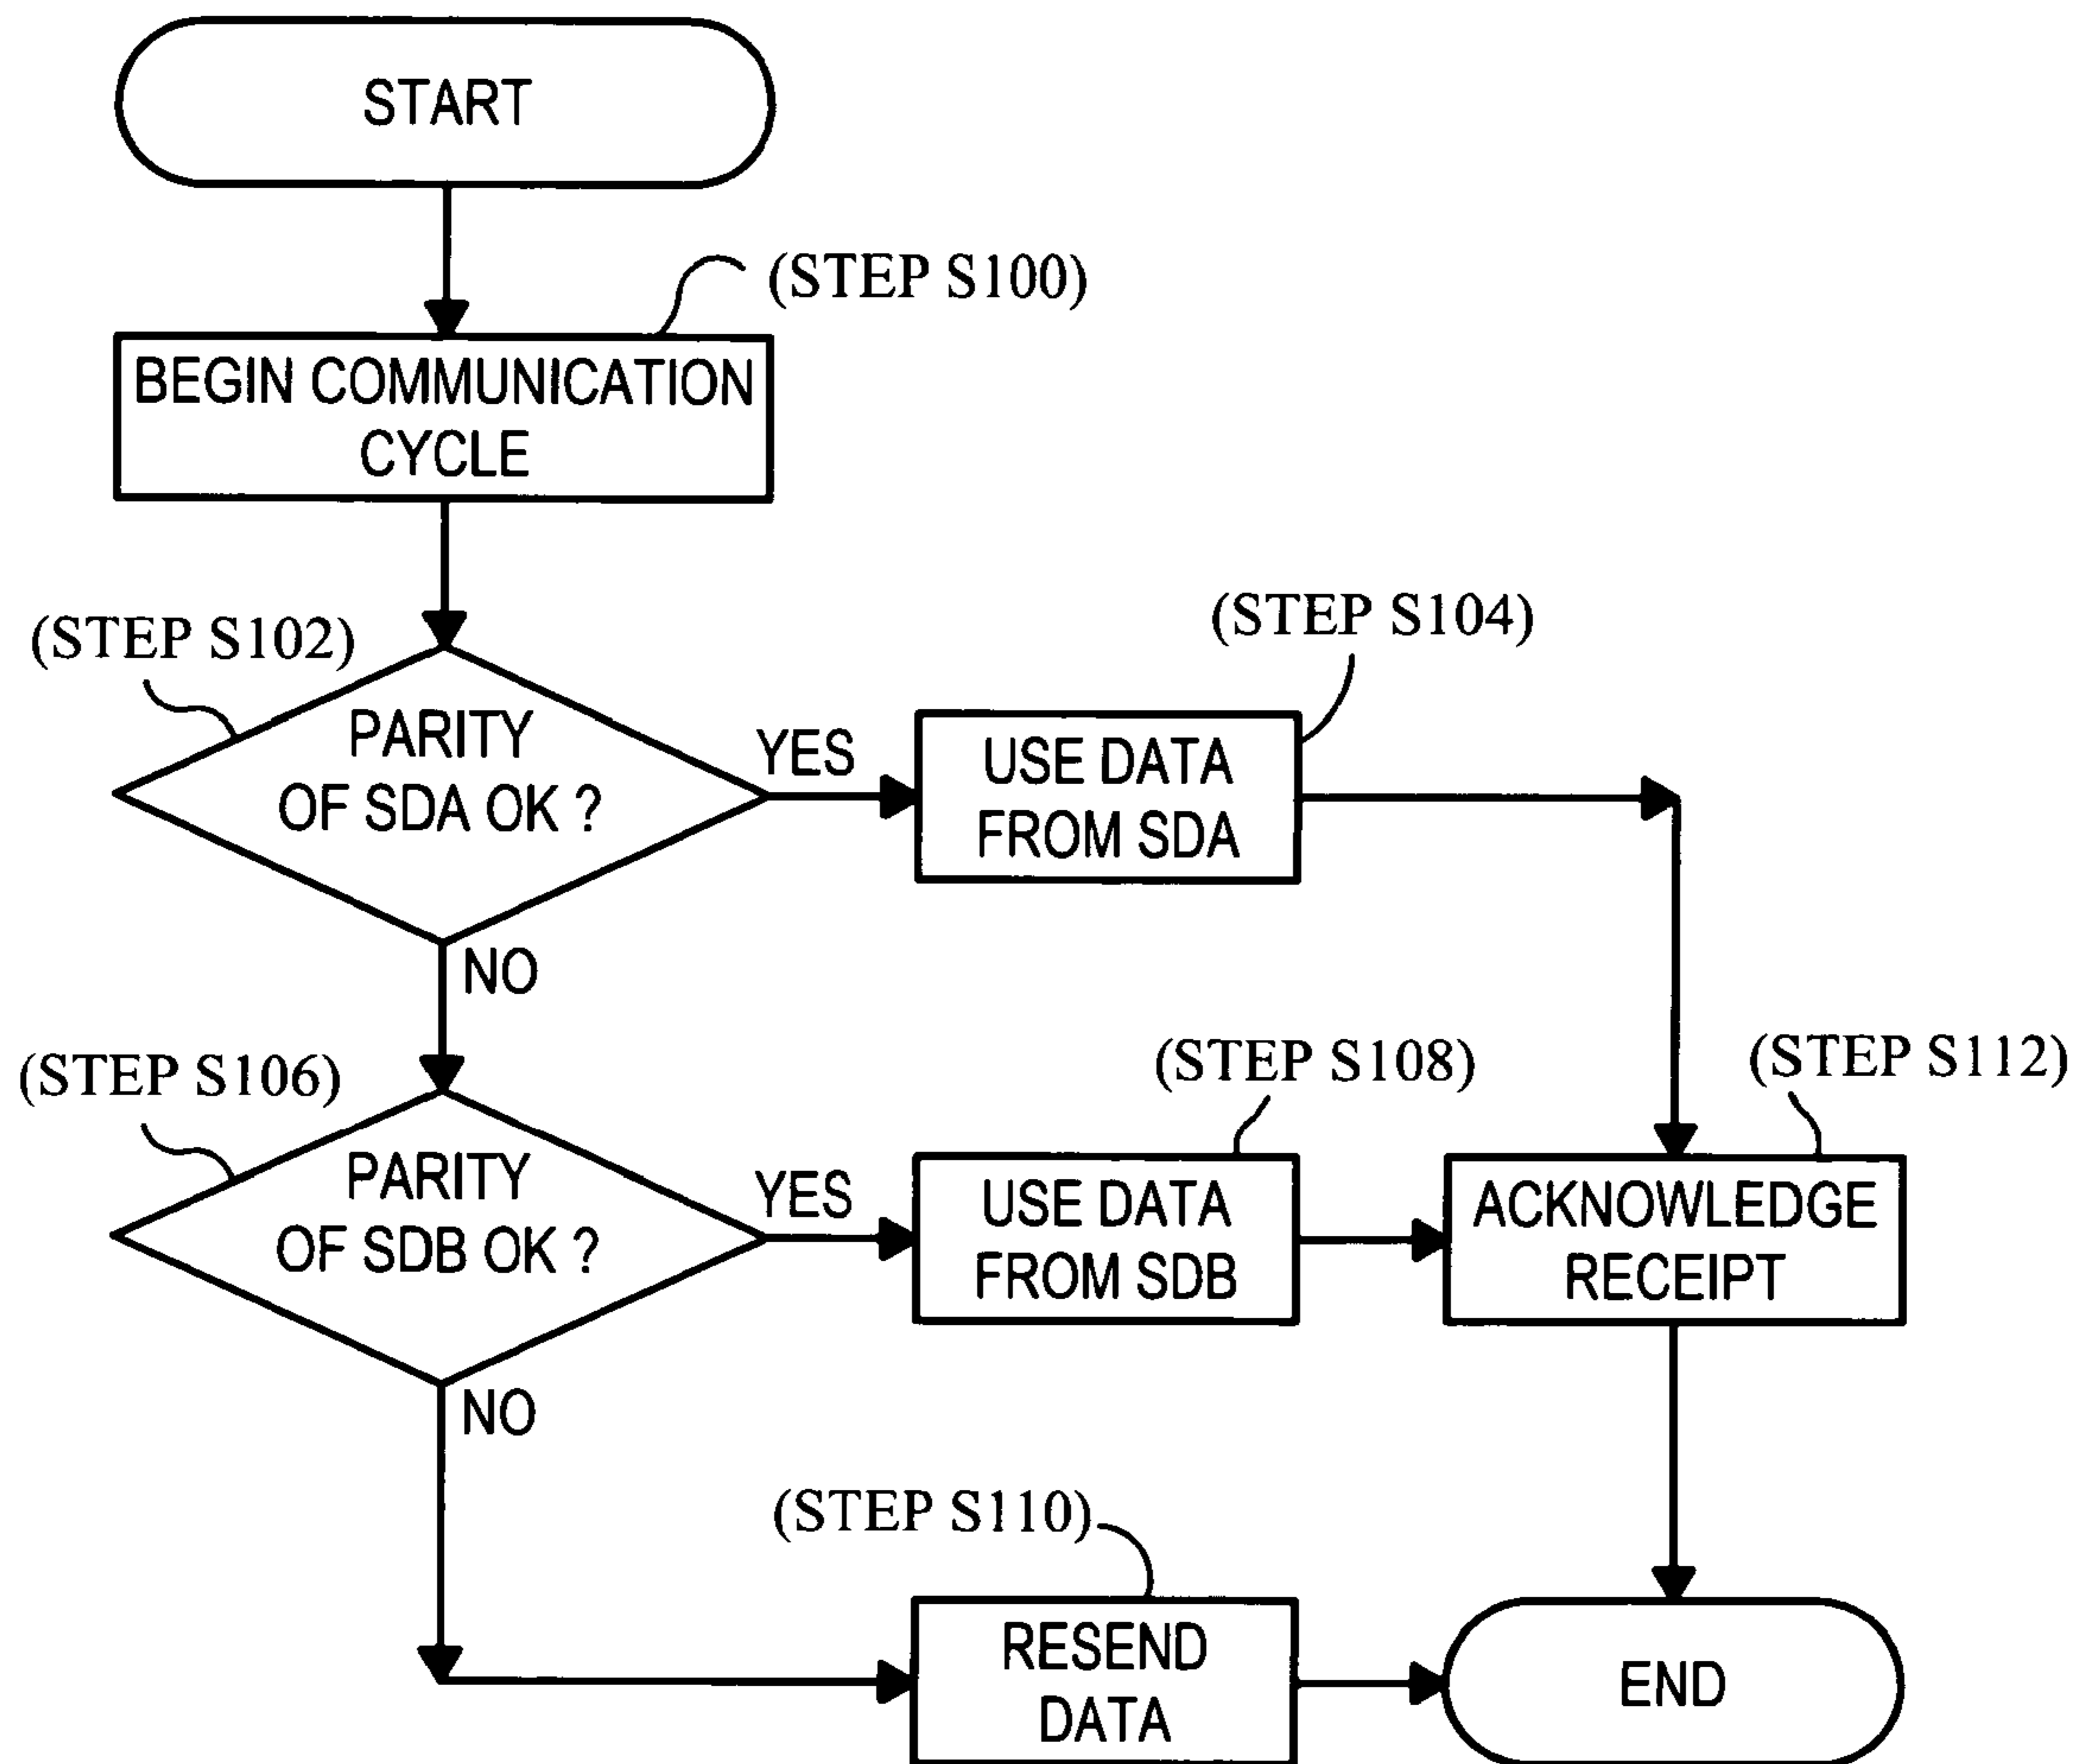 START
(STEP S100)
BEGIN COMMUNICATION
CYCLE
(STEP S102)
PARITY
OF SDA OK ?
YES
NO
(STEP S104)
USE DATA
FROM SDA
(STEP S106)
PARITY
OF SDB OK ?
YES
NO
(STEP S108)
USE DATA
FROM SDB
(STEP S112)
ACKNOWLEDGE
RECEIPT
(STEP S110)
RESEND
DATA
END